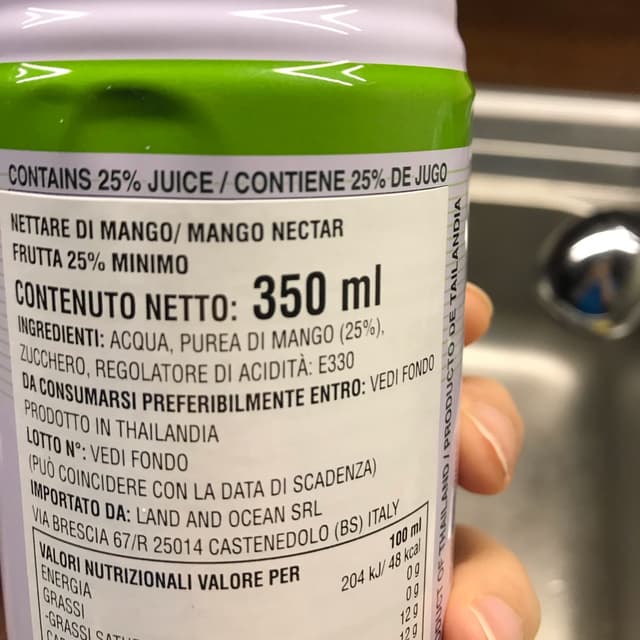 CONTAINS 25% JUICE / CONTIENE 25% DE JUGO
NETTARE DI MANGO/ MANGO NECTAR
FRUTTA 25% MINIMO
CONTENUTO NETTO: 350 ml
INGREDIENTI: ACQUA, PUREA DI MANGO (25%),
ZUCCHERO, REGOLATORE DI ACIDITÀ: E330
DA CONSUMARSI PREFERIBILMENTE ENTRO: VEDI FONDO
PRODOTTO IN THAILANDIA
LOTTO N°: VEDI FONDO
(PUÒ COINCIDERE CON LA DATA DI SCADENZA)
IMPORTATO DA: LAND AND OCEAN SRL
VIA BRESCIA 67/R 25014 CASTENEDOLO (BS) ITALY
VALORI NUTRIZIONALI VALORE PER 100 ml
ENERGIA 204 kJ/ 48 kcal
GRASSI 0 g
-GRASSI 0 g
12 g
12 g
OF THAILAND / PRODUCTO DE TAILANDIA